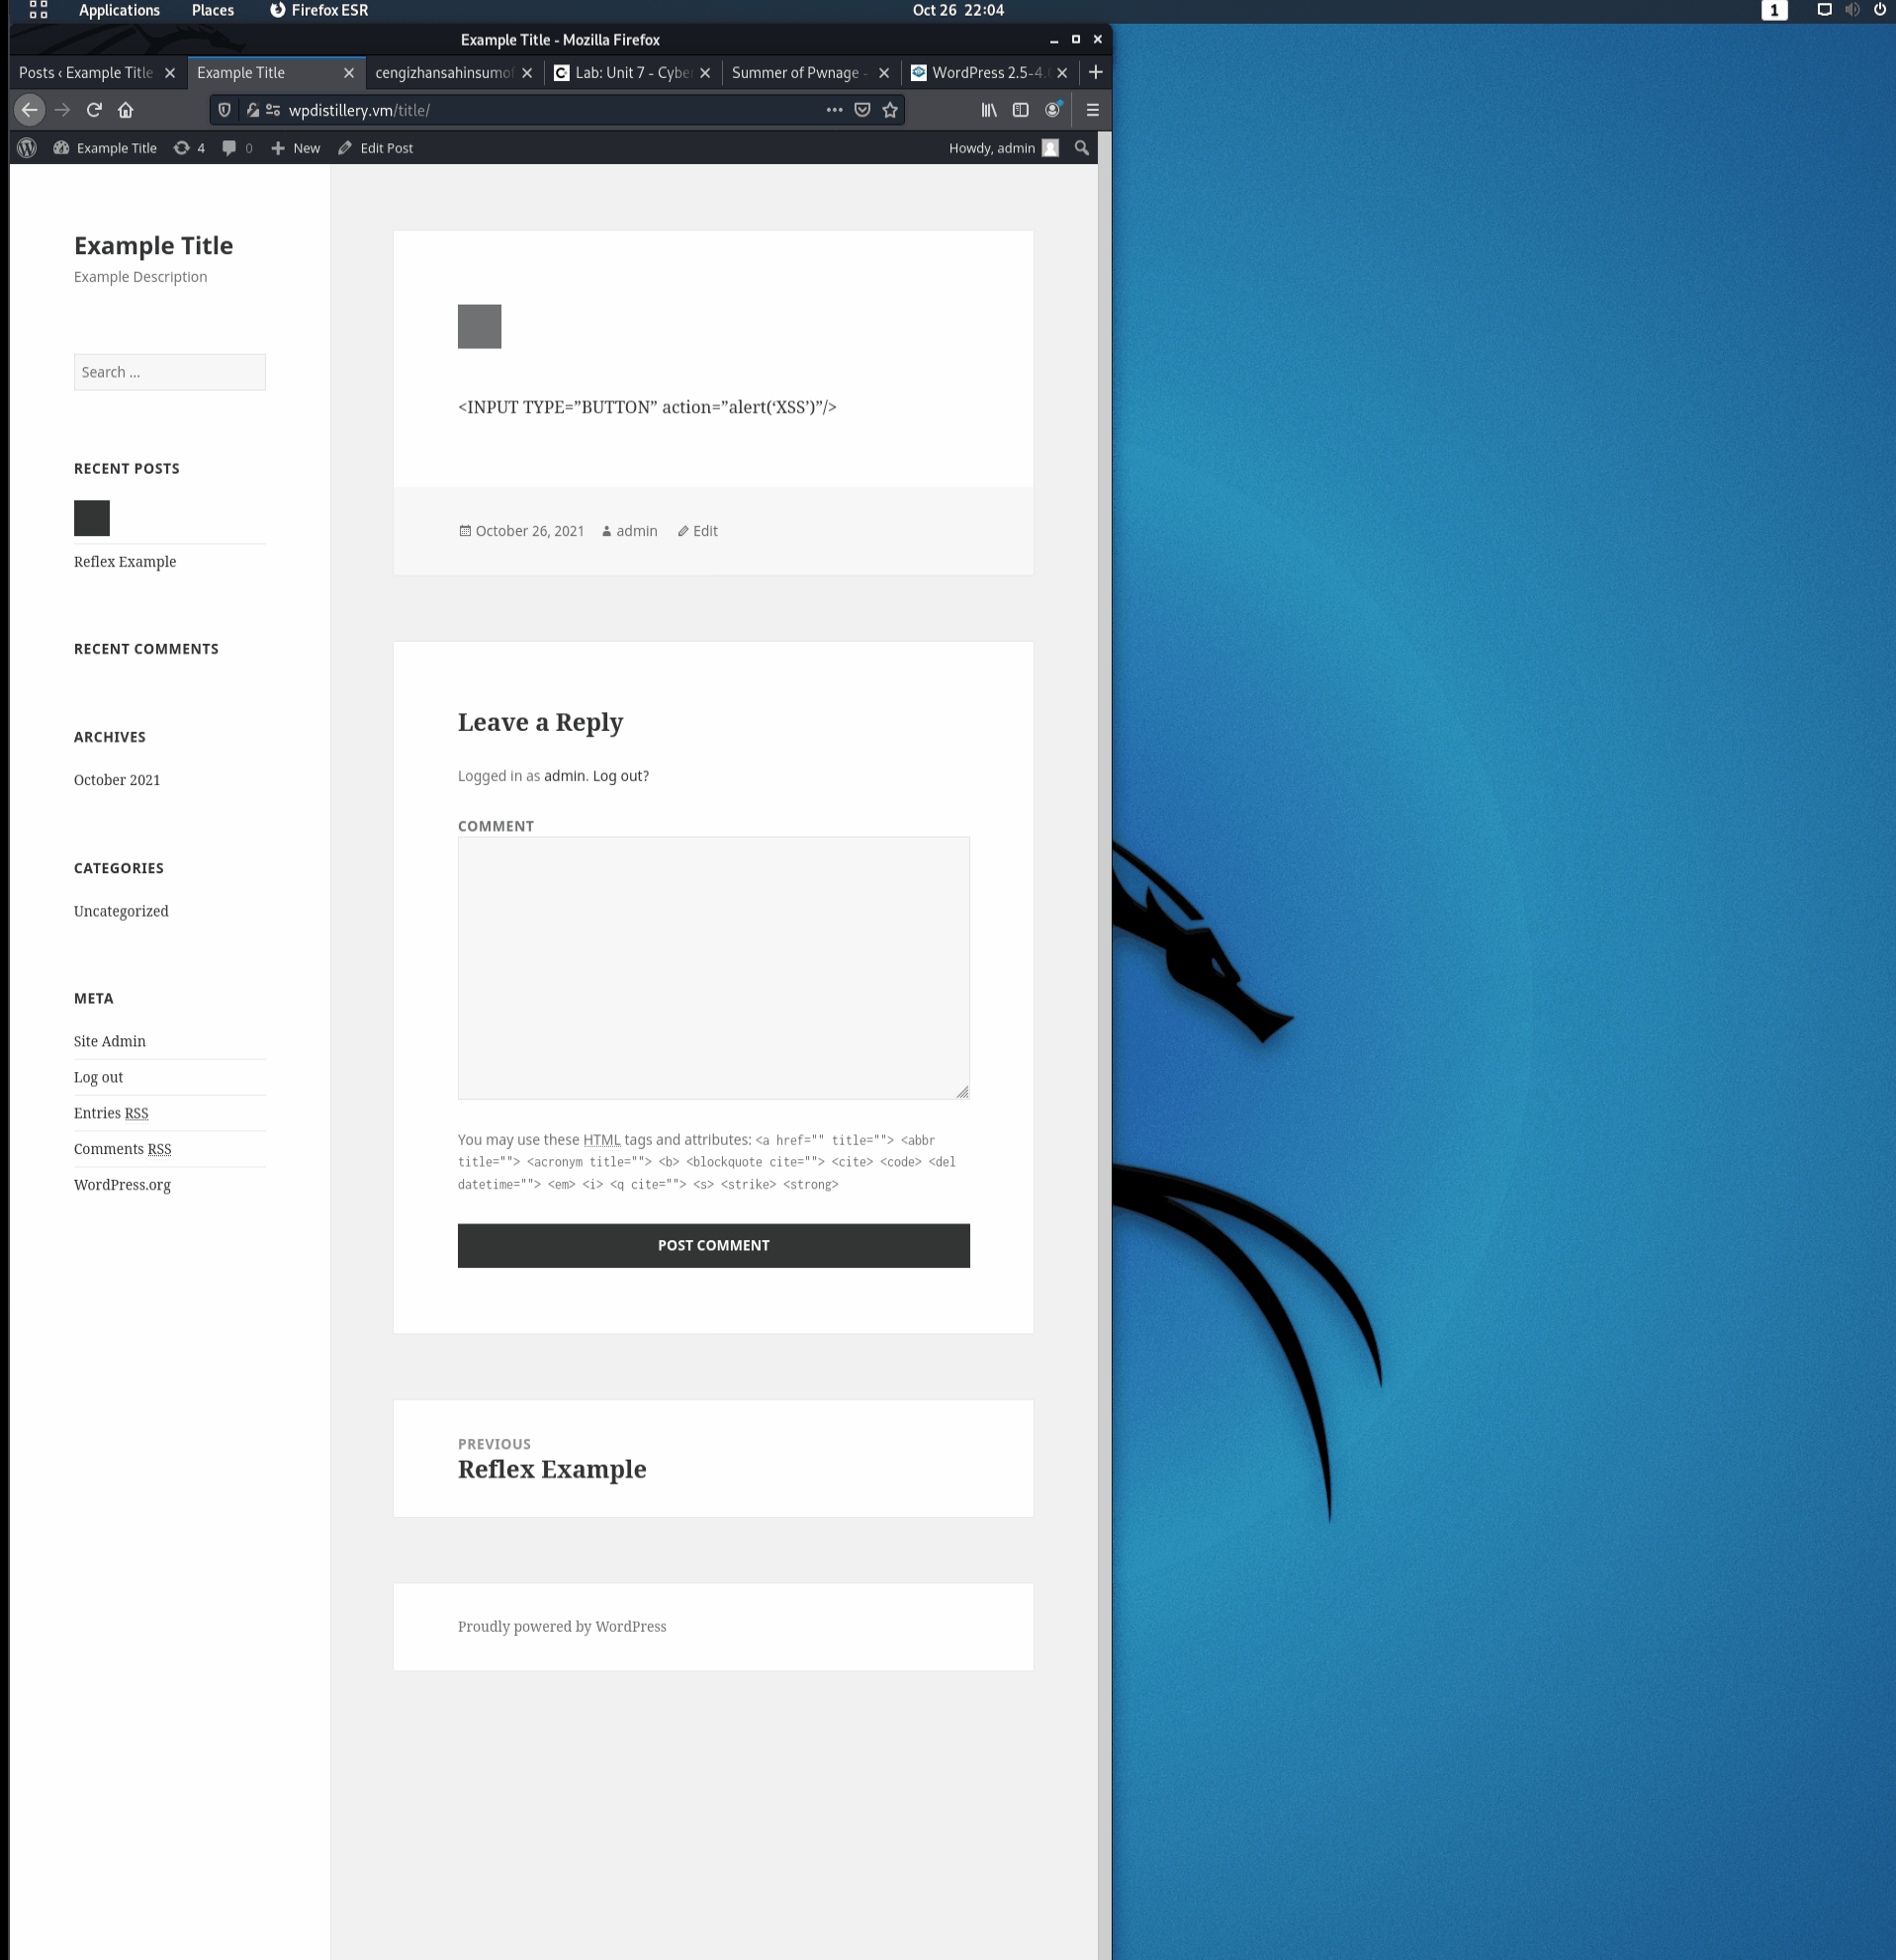 Applications Places Firefox ESR Oct 26 22:04 1
Example Title - Mozilla Firefox
Posts ‹ Example Title Example Title cengizhansahinsumof Lab: Unit 7 - Cybe Summer of Pwnage - WordPress 2.5-4.
wpdistillery.vm/title/
Example Title 4 0 New Edit Post Howdy, admin
Example Title
Example Description
Search ...
RECENT POSTS
Reflex Example
RECENT COMMENTS
ARCHIVES
October 2021
CATEGORIES
Uncategorized
META
Site Admin
Log out
Entries RSS
Comments RSS
WordPress.org
<INPUT TYPE=”BUTTON” action=”alert(‘XSS’)”/>
October 26, 2021 admin Edit
Leave a Reply
Logged in as admin. Log out?
COMMENT
You may use these HTML tags and attributes: <a href="" title=""> <abbr
title=""> <acronym title=""> <b> <blockquote cite=""> <cite> <code> <del
datetime=""> <em> <i> <q cite=""> <s> <strike> <strong>
POST COMMENT
PREVIOUS
Reflex Example
Proudly powered by WordPress